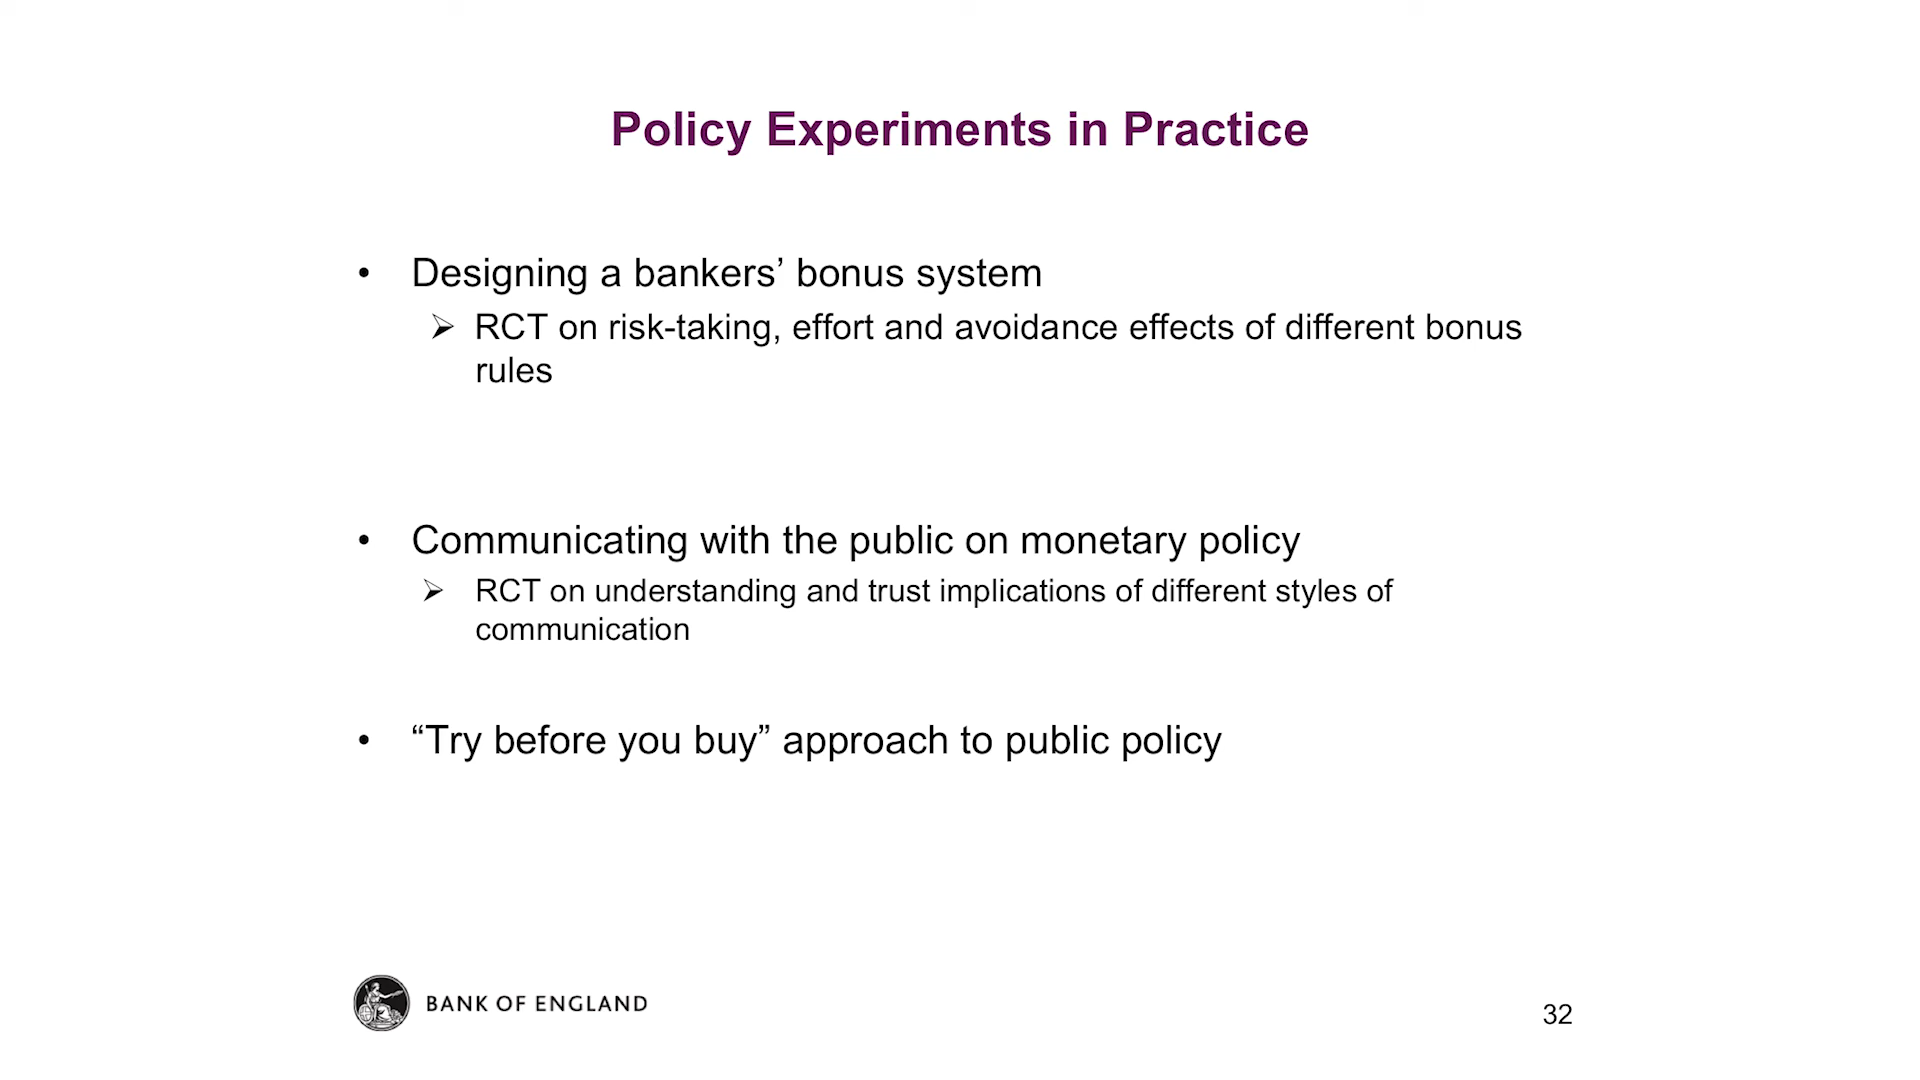 Policy Experiments in Practice
• Designing a bankers’ bonus system
➢ RCT on risk-taking, effort and avoidance effects of different bonus
rules
• Communicating with the public on monetary policy
➢ RCT on understanding and trust implications of different styles of
communication
• “Try before you buy” approach to public policy
BANK OF ENGLAND
32